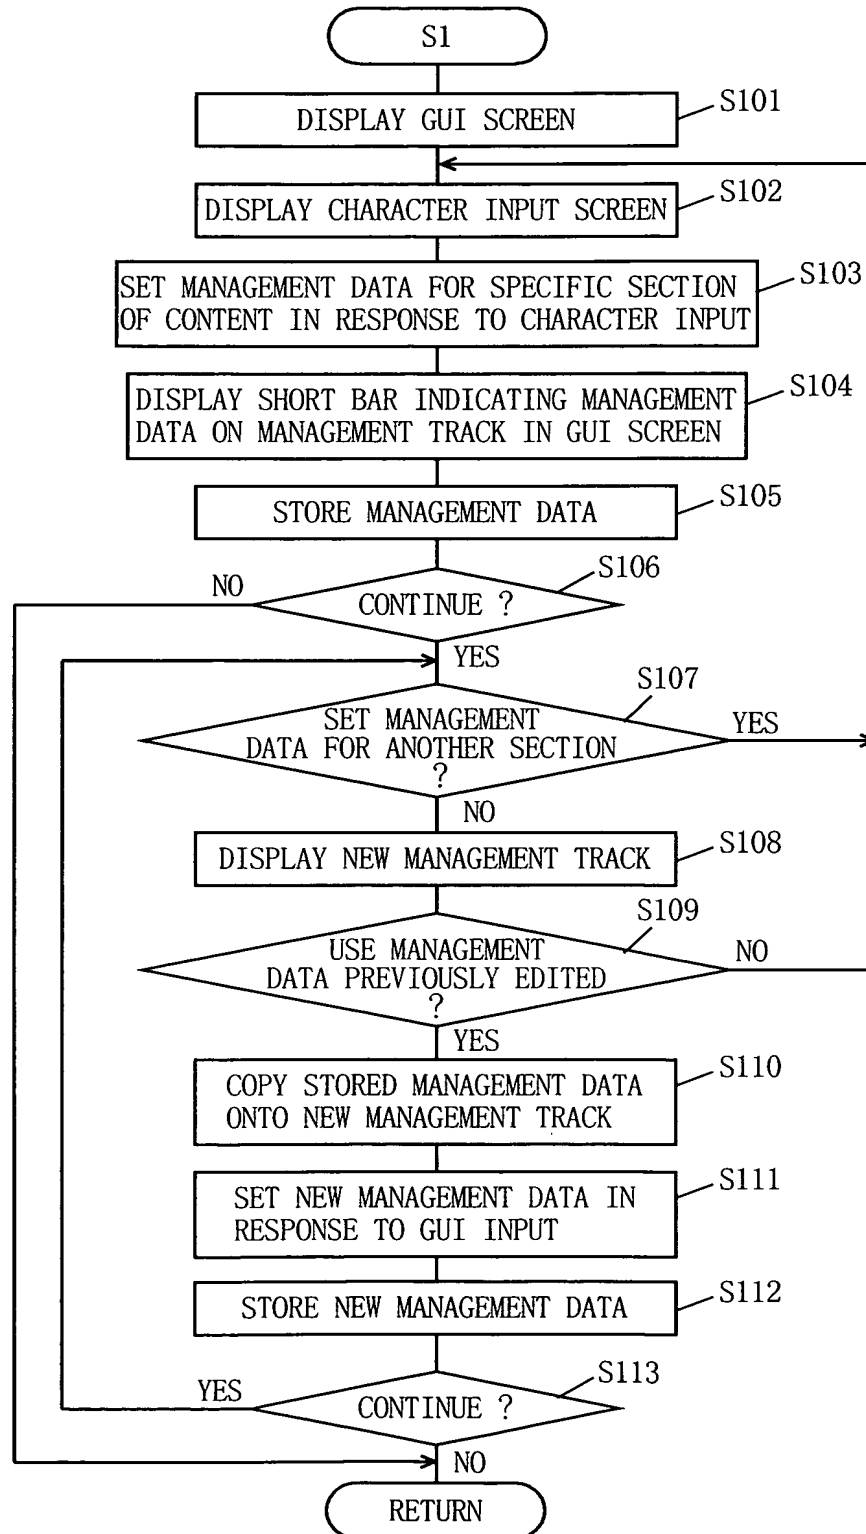 S1
DISPLAY GUI SCREEN
S101
DISPLAY CHARACTER INPUT SCREEN
S102
SET MANAGEMENT DATA FOR SPECIFIC SECTION
OF CONTENT IN RESPONSE TO CHARACTER INPUT
S103
DISPLAY SHORT BAR INDICATING MANAGEMENT
DATA ON MANAGEMENT TRACK IN GUI SCREEN
S104
STORE MANAGEMENT DATA
S105
S106
NO
CONTINUE ?
YES
S107
SET MANAGEMENT
DATA FOR ANOTHER SECTION
?
YES
NO
DISPLAY NEW MANAGEMENT TRACK
S108
S109
USE MANAGEMENT
DATA PREVIOUSLY EDITED
?
NO
YES
COPY STORED MANAGEMENT DATA
ONTO NEW MANAGEMENT TRACK
S110
SET NEW MANAGEMENT DATA IN
RESPONSE TO GUI INPUT
S111
STORE NEW MANAGEMENT DATA
S112
S113
YES
CONTINUE ?
NO
RETURN